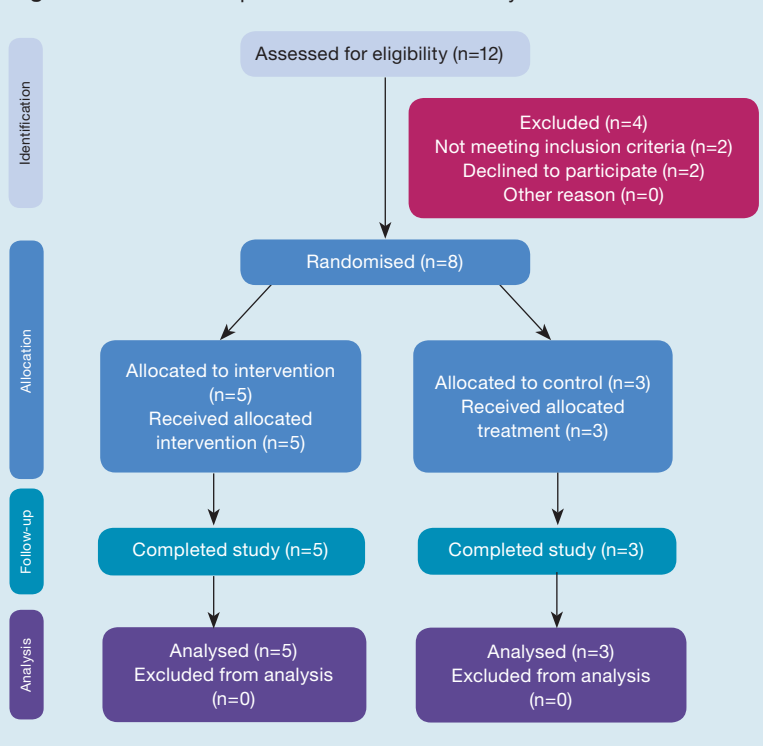 Identification
Assessed for eligibility (n=12)
Excluded (n=4)
Not meeting inclusion criteria (n=2)
Declined to participate (n=2)
Other reason (n=0)
Allocation
Randomised (n=8)
Allocated to intervention
(n=5)
Received allocated
intervention (n=5)
Allocated to control (n=3)
Received allocated
treatment (n=3)
Follow-up
Completed study (n=5)
Completed study (n=3)
Analysis
Analysed (n=5)
Excluded from analysis
(n=0)
Analysed (n=3)
Excluded from analysis
(n=0)